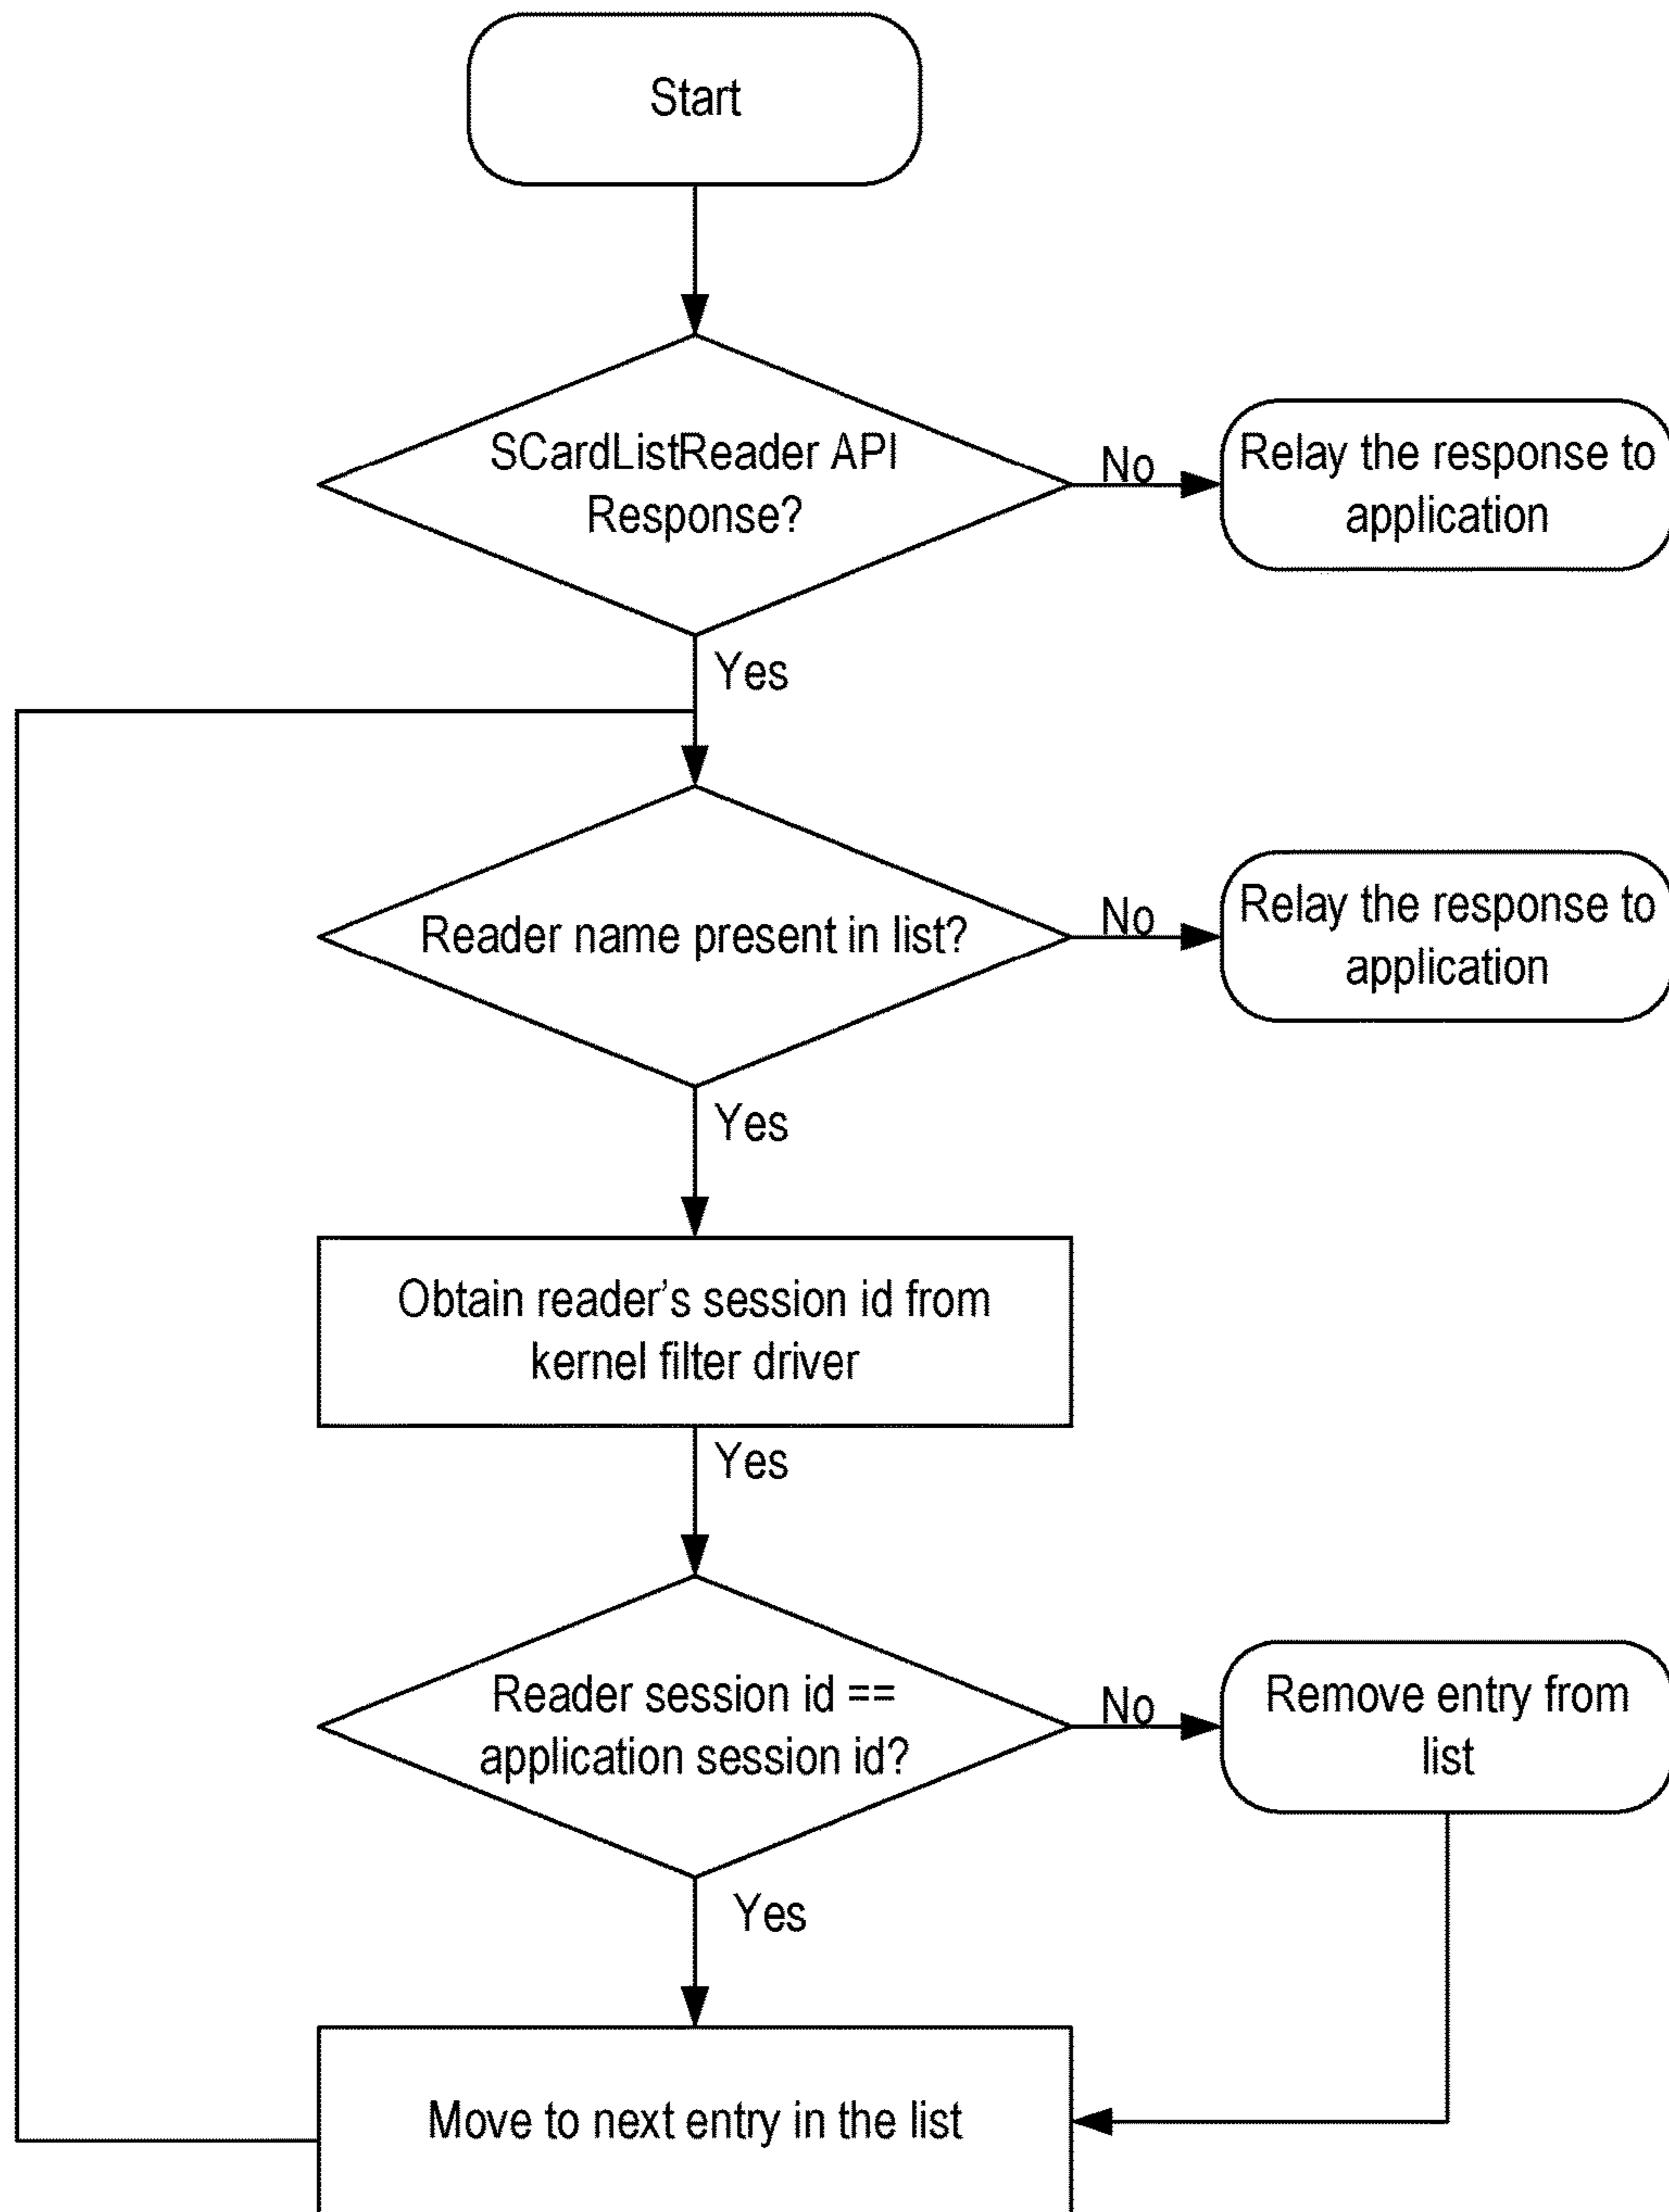 Start
SCardListReader API
Response?
No
Relay the response to
application
Yes
Reader name present in list?
No
Relay the response to
application
Yes
Obtain reader's session id from
kernel filter driver
Yes
Reader session id ==
application session id?
No
Remove entry from
list
Yes
Move to next entry in the list